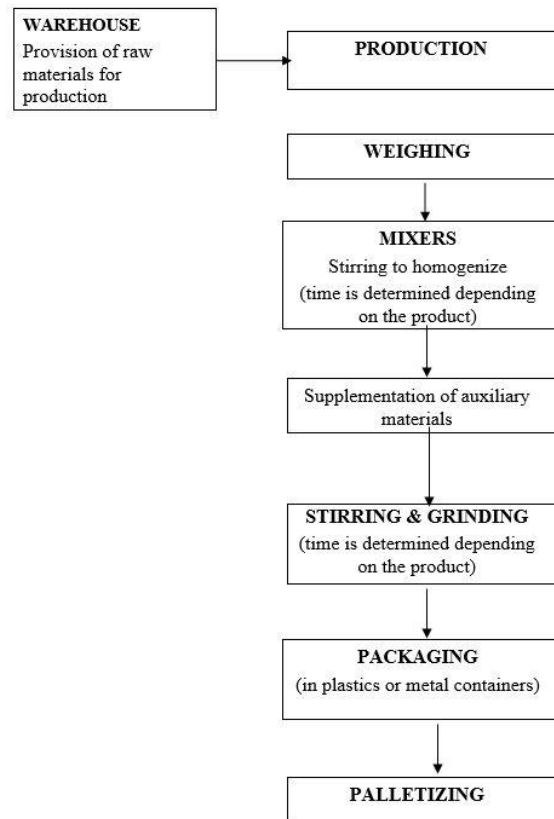 WAREHOUSE
Provision of raw
materials for
production
PRODUCTION
WEIGHING
MIXERS
Stirring to homogenize
(time is determined depending
on the product)
Supplementation of auxiliary
materials
STIRRING & GRINDING
(time is determined depending
on the product)
PACKAGING
(in plastics or metal containers)
PALLETIZING